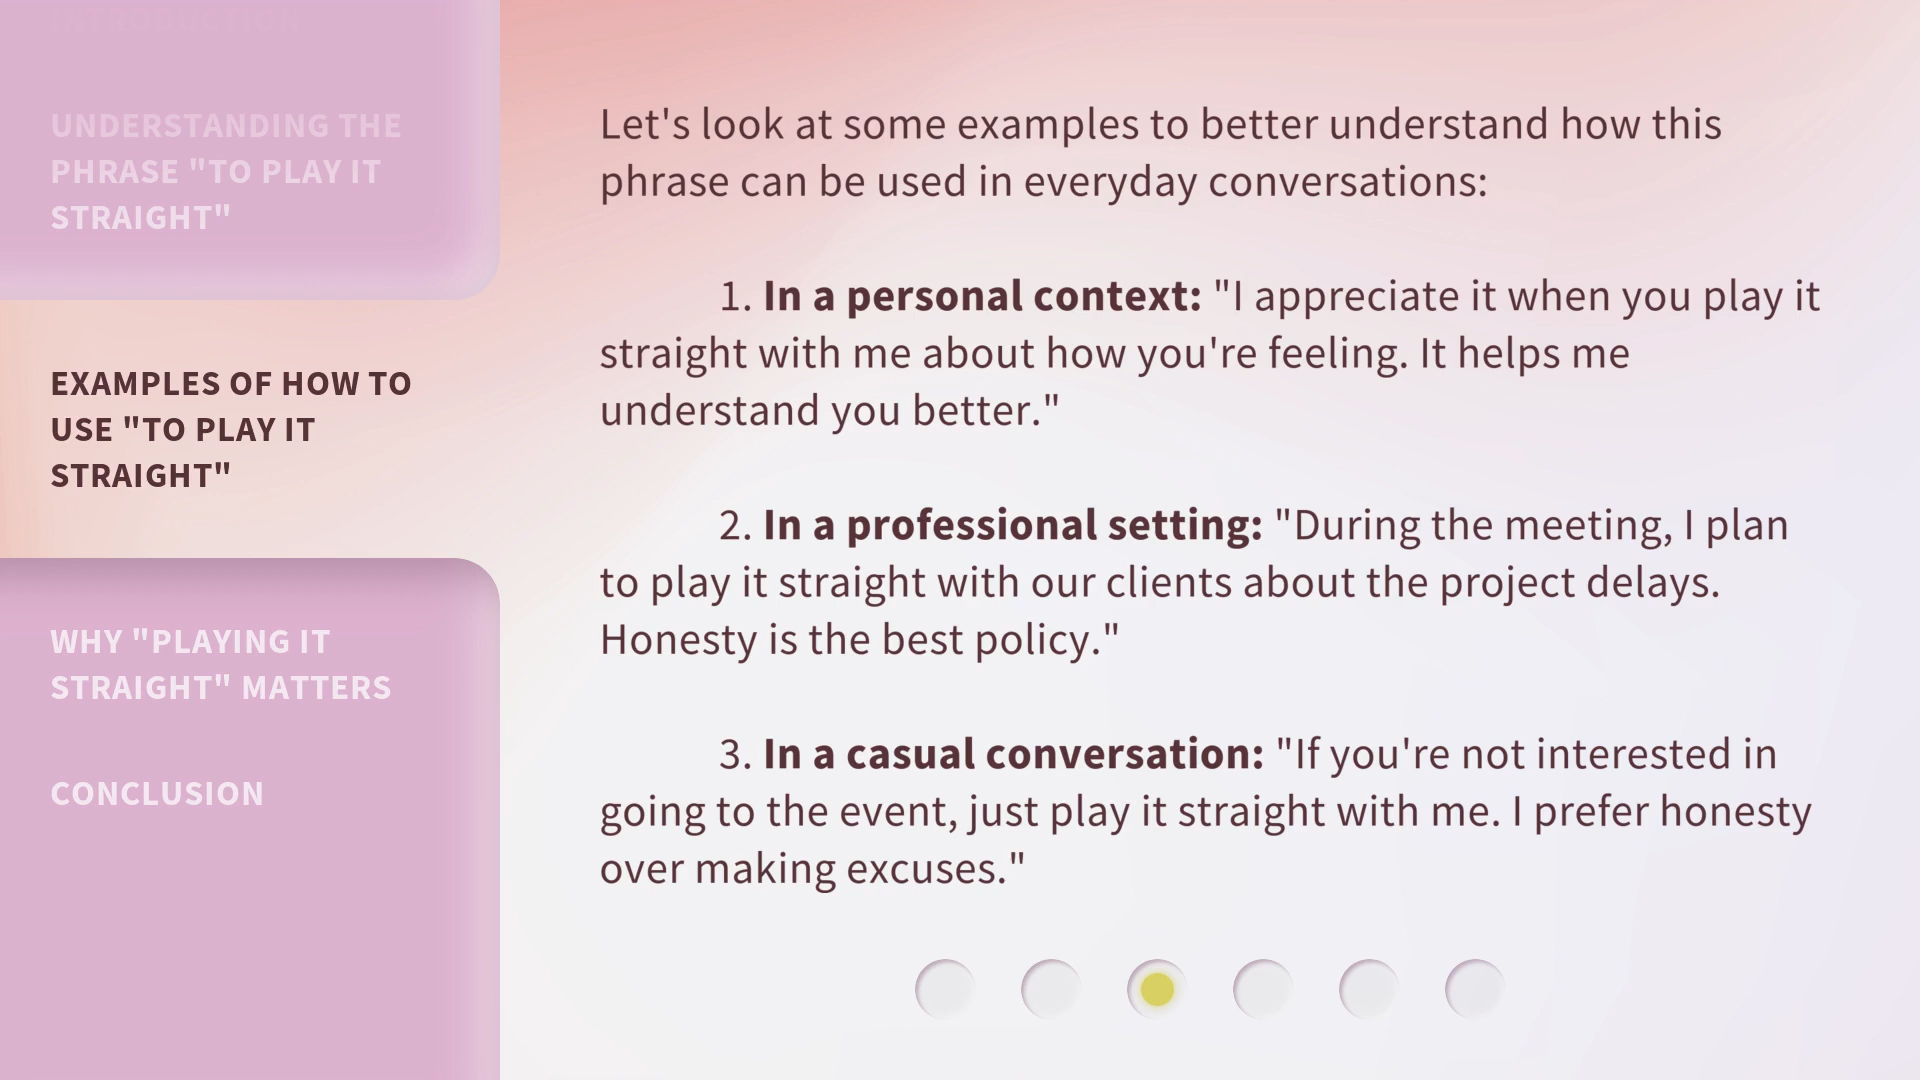 INTRODUCTION
UNDERSTANDING THE
PHRASE "TO PLAY IT
STRAIGHT"
EXAMPLES OF HOW TO
USE "TO PLAY IT
STRAIGHT"
WHY "PLAYING IT
STRAIGHT" MATTERS
CONCLUSION
Let's look at some examples to better understand how this
phrase can be used in everyday conversations:
1. In a personal context: "I appreciate it when you play it
straight with me about how you're feeling. It helps me
understand you better."
2. In a professional setting: "During the meeting, I plan
to play it straight with our clients about the project delays.
Honesty is the best policy."
3. In a casual conversation: "If you're not interested in
going to the event, just play it straight with me. I prefer honesty
over making excuses."